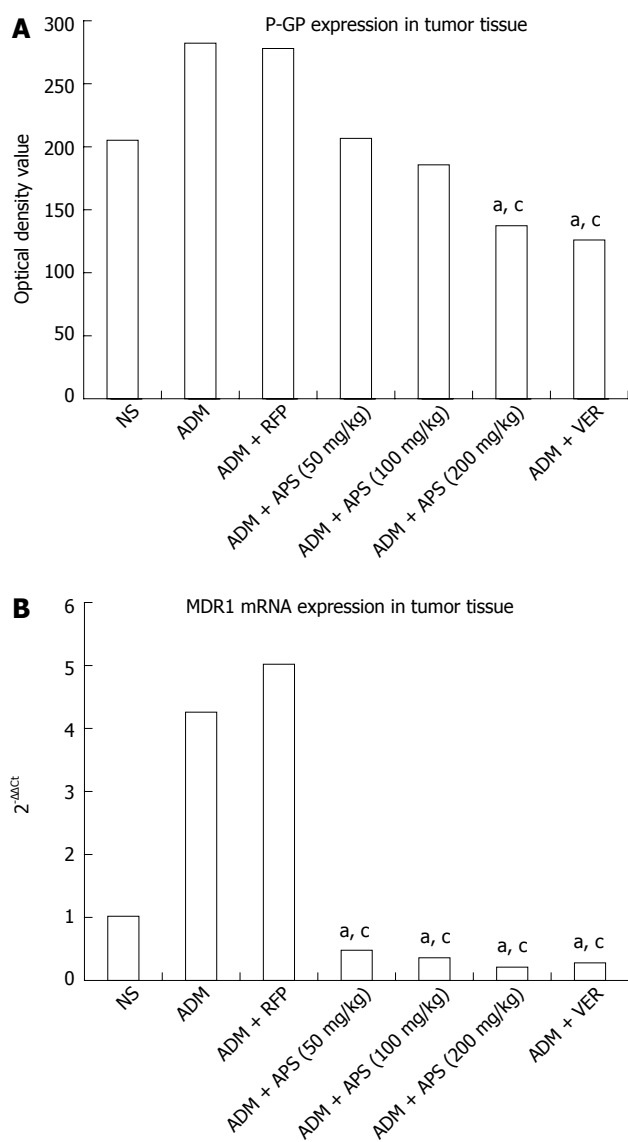 A
P-GP expression in tumor tissue
Optical density value
300
250
200
150
100
50
0
a, c
a, c
NS
ADM
ADM + RFP
ADM + APS (50 mg/kg)
ADM + APS (100 mg/kg)
ADM + APS (200 mg/kg)
ADM + VER
B
MDR1 mRNA expression in tumor tissue
2^-ΔΔCt
6
5
4
3
2
1
0
a, c
a, c
a, c
a, c
NS
ADM
ADM + RFP
ADM + APS (50 mg/kg)
ADM + APS (100 mg/kg)
ADM + APS (200 mg/kg)
ADM + VER